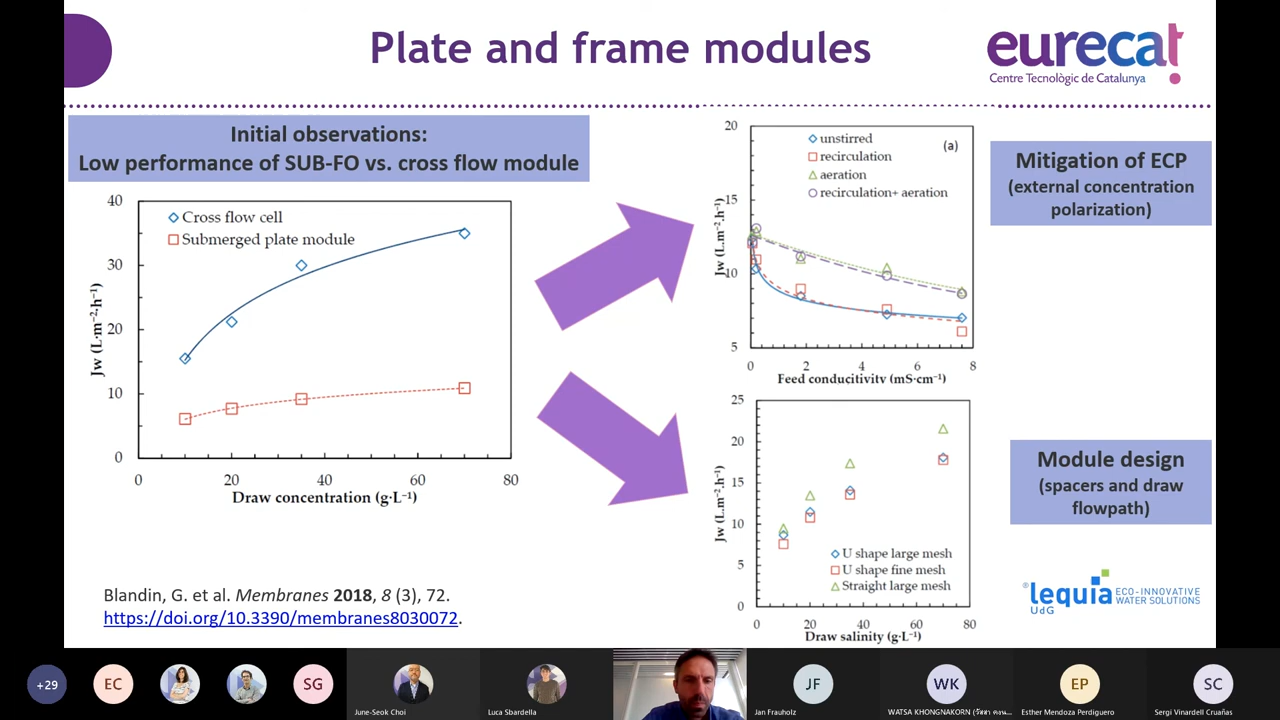 Plate and frame modules
eurecat
Centre Tecnològic de Catalunya
Initial observations:
Low performance of SUB-FO vs. cross flow module
40
30
20
10
0
0
20
40
60
80
Jw (L·m⁻²·h⁻¹)
Cross flow cell
Submerged plate module
Draw concentration (g·L⁻¹)
20
15
10
5
0
2
4
6
8
Jw (L.m⁻².h⁻¹)
unstirred
recirculation
aeration
recirculation+ aeration
(a)
Feed conducitivity (mS·cm⁻¹)
Mitigation of ECP
(external concentration
polarization)
25
20
15
10
5
0
0
20
40
60
80
Jw (L.m⁻².h⁻¹)
U shape large mesh
U shape fine mesh
Straight large mesh
Draw salinity (g·L⁻¹)
Module design
(spacers and draw
flowpath)
Blandin, G. et al. Membranes 2018, 8 (3), 72.
https://doi.org/10.3390/membranes8030072.
®lequia
UdG
ECO-INNOVATIVE
WATER SOLUTIONS
+29
EC
SG
June-Seok Choi
Luca Sbardella
JF
Jan Frauholz
WK
WATSA KHONGNAKORN
EP
Esther Mendoza Perdiguero
SC
Sergi Vinardell Cruañas